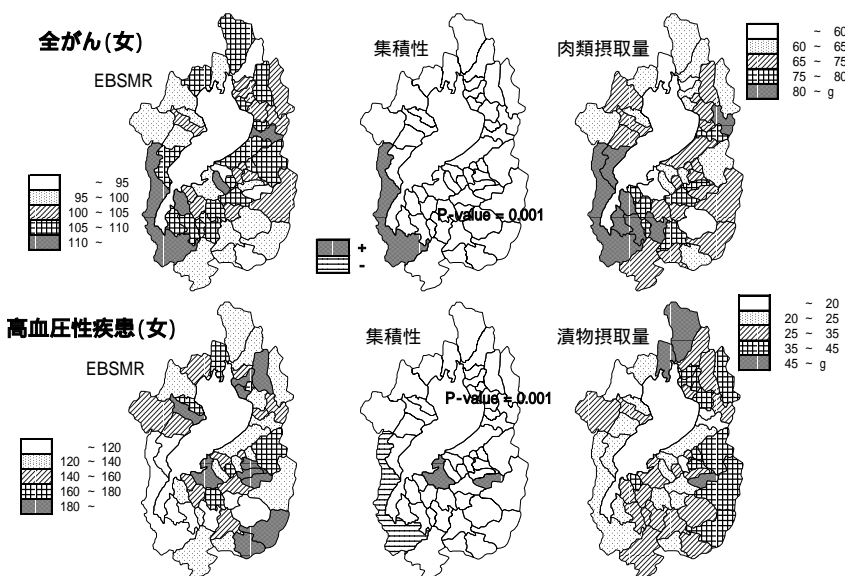 全がん(女)
EBSMR
集積性
肉類摂取量
~ 60
60 ~ 65
65 ~ 75
75 ~ 80
80 ~ g
~ 95
95 ~ 100
100 ~ 105
105 ~ 110
110 ~
P-value = 0.001
+
-
高血圧性疾患(女)
EBSMR
集積性
漬物摂取量
~ 20
20 ~ 25
25 ~ 35
35 ~ 45
45 ~ g
P-value = 0.001
~ 120
120 ~ 140
140 ~ 160
160 ~ 180
180 ~